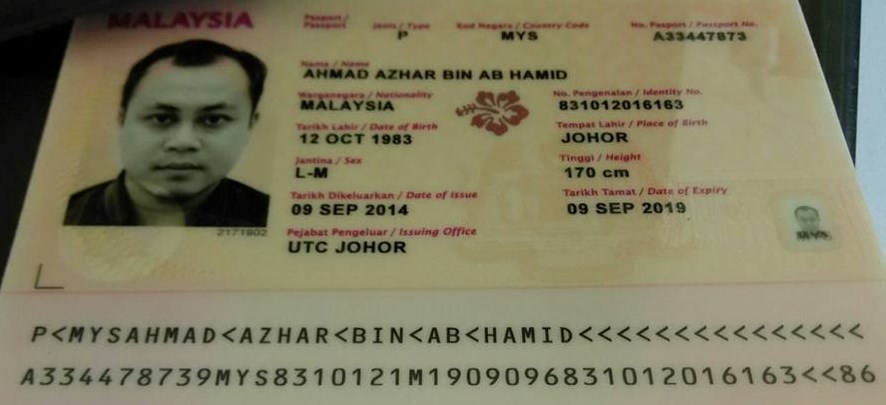 MALAYSIA
Pasport / Passport
Jenis / Type
Kod Negara / Country Code
No. Pasport / Passport No.
P
MYS
A33447873
Nama / Name
AHMAD AZHAR BIN AB HAMID
Warganegara / Nationality
No. Pengenalan / Identity No.
MALAYSIA
831012016163
Tarikh Lahir / Date of Birth
Tempat Lahir / Place of Birth
12 OCT 1983
JOHOR
Jantina / Sex
Tinggi / Height
L-M
170 cm
Tarikh Dikeluarkan / Date of Issue
Tarikh Tamat / Date of Expiry
09 SEP 2014
09 SEP 2019
2171802
Pejabat Pengeluar / Issuing Office
MYS
UTC JOHOR
P<MYSAHMAD<AZHAR<BIN<AB<HAMID<<<<<<<<<<<<<<<
A334478739MYS8310121M1909096831012016163<<86